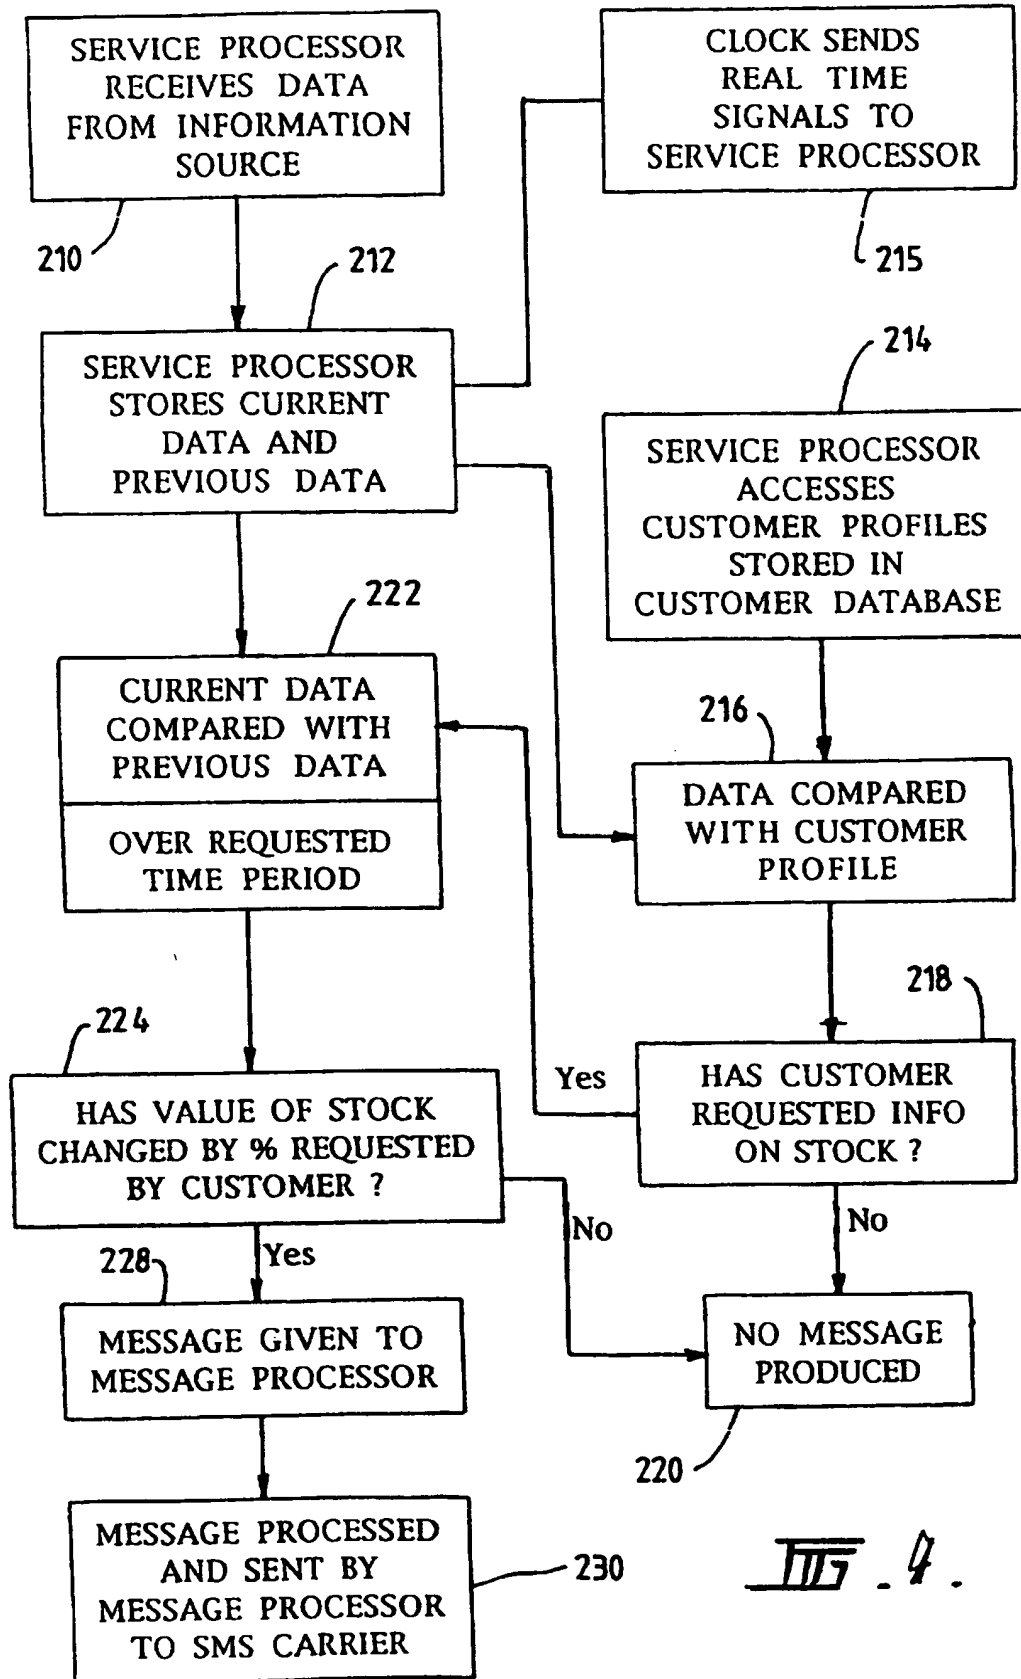 SERVICE PROCESSOR
RECEIVES DATA
FROM INFORMATION
SOURCE
210
CLOCK SENDS
REAL TIME
SIGNALS TO
SERVICE PROCESSOR
215
212
SERVICE PROCESSOR
STORES CURRENT
DATA AND
PREVIOUS DATA
214
SERVICE PROCESSOR
ACCESSES
CUSTOMER PROFILES
STORED IN
CUSTOMER DATABASE
222
CURRENT DATA
COMPARED WITH
PREVIOUS DATA
OVER REQUESTED
TIME PERIOD
216
DATA COMPARED
WITH CUSTOMER
PROFILE
218
HAS CUSTOMER
REQUESTED INFO
ON STOCK ?
Yes
No
224
HAS VALUE OF STOCK
CHANGED BY % REQUESTED
BY CUSTOMER ?
No
Yes
228
MESSAGE GIVEN TO
MESSAGE PROCESSOR
NO MESSAGE
PRODUCED
220
MESSAGE PROCESSED
AND SENT BY
MESSAGE PROCESSOR
TO SMS CARRIER
230
FIG. 4.